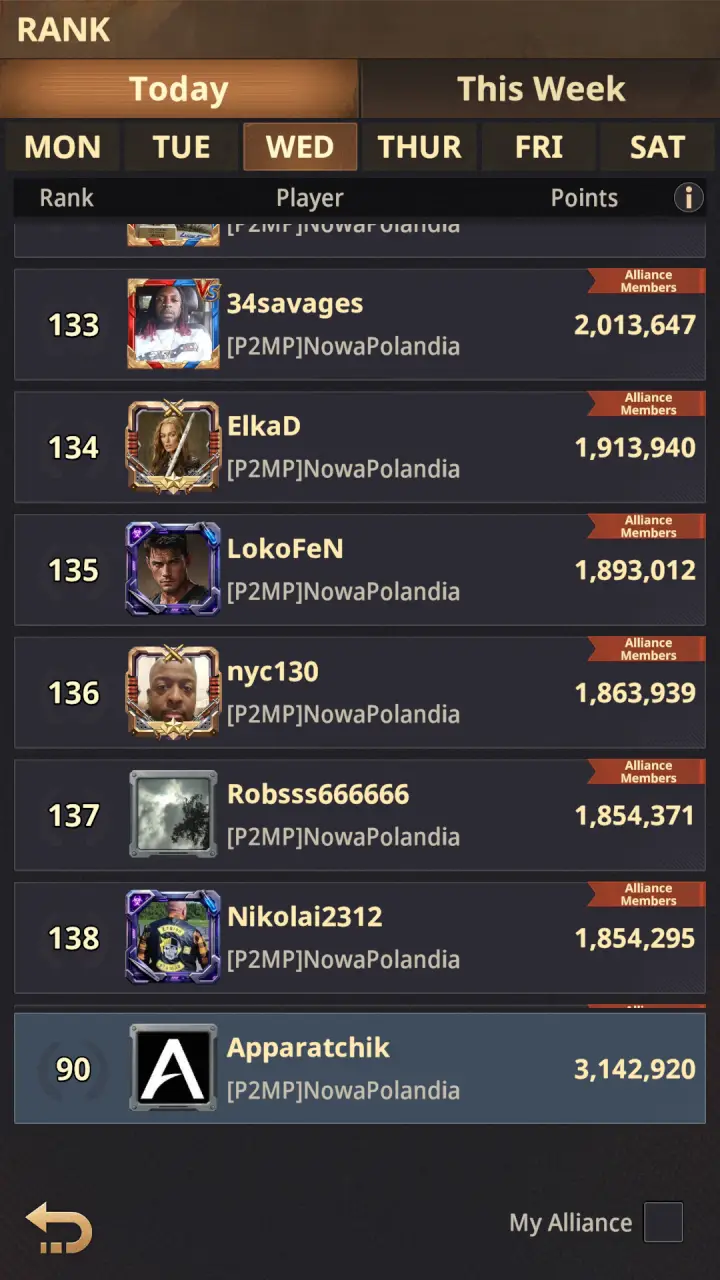 RANK
Today
This Week
MON
TUE
WED
THUR
FRI
SAT
Rank
Player
Points
[P2MP]NowaPolandia
133
34savages
[P2MP]NowaPolandia
Alliance
Members
2,013,647
134
ElkaD
[P2MP]NowaPolandia
Alliance
Members
1,913,940
135
LokoFeN
[P2MP]NowaPolandia
Alliance
Members
1,893,012
136
nyc130
[P2MP]NowaPolandia
Alliance
Members
1,863,939
137
Robsss666666
[P2MP]NowaPolandia
Alliance
Members
1,854,371
138
Nikolai2312
[P2MP]NowaPolandia
Alliance
Members
1,854,295
90
Apparatchik
[P2MP]NowaPolandia
3,142,920
My Alliance